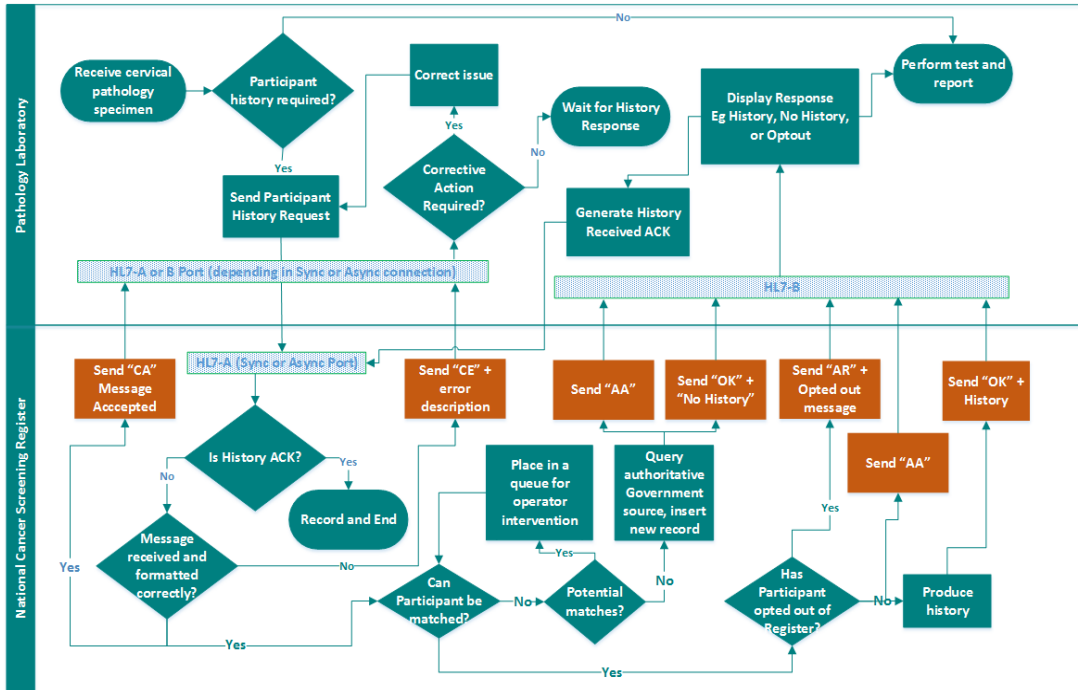 Pathology Laboratory
No
Receive cervical
pathology
specimen
Participant
history required?
Correct issue
Wait for History
Response
Display Response
Eg History, No History,
or Optout
Perform test and
report
Yes
Yes
No
Corrective
Action
Required?
Send Participant
History Request
Generate History
Received ACK
HL7-A or B Port (depending in Sync or Async connection)
HL7-B
National Cancer Screening Register
HL7-A (Sync or Async Port)
Send “CA”
Message
Acccepted
Send “CE” +
error
description
Send “AA”
Send “OK” +
“No History”
Send “AR” +
Opted out
message
Send “OK” +
History
Is History ACK?
Send “AA”
No
Yes
Place in a
queue for
operator
intervention
Query
authoritative
Government
source, insert
new record
Record and End
Yes
Message
received and
formatted
correctly?
Yes
No
Yes
No
Can
Participant be
matched?
No
Potential
matches?
Has
Participant
opted out of
Register?
No
Produce
history
Yes
Yes